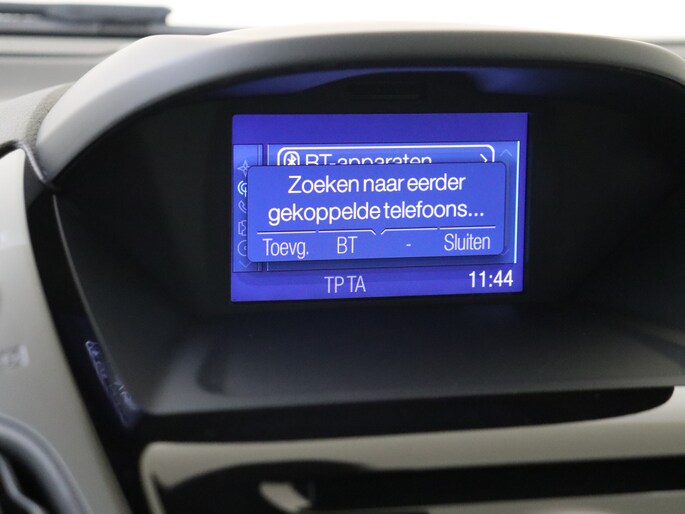 BT-apparaten
Zoeken naar eerder
gekoppelde telefoons...
Toevg. BT - Sluiten
TP TA 11:44